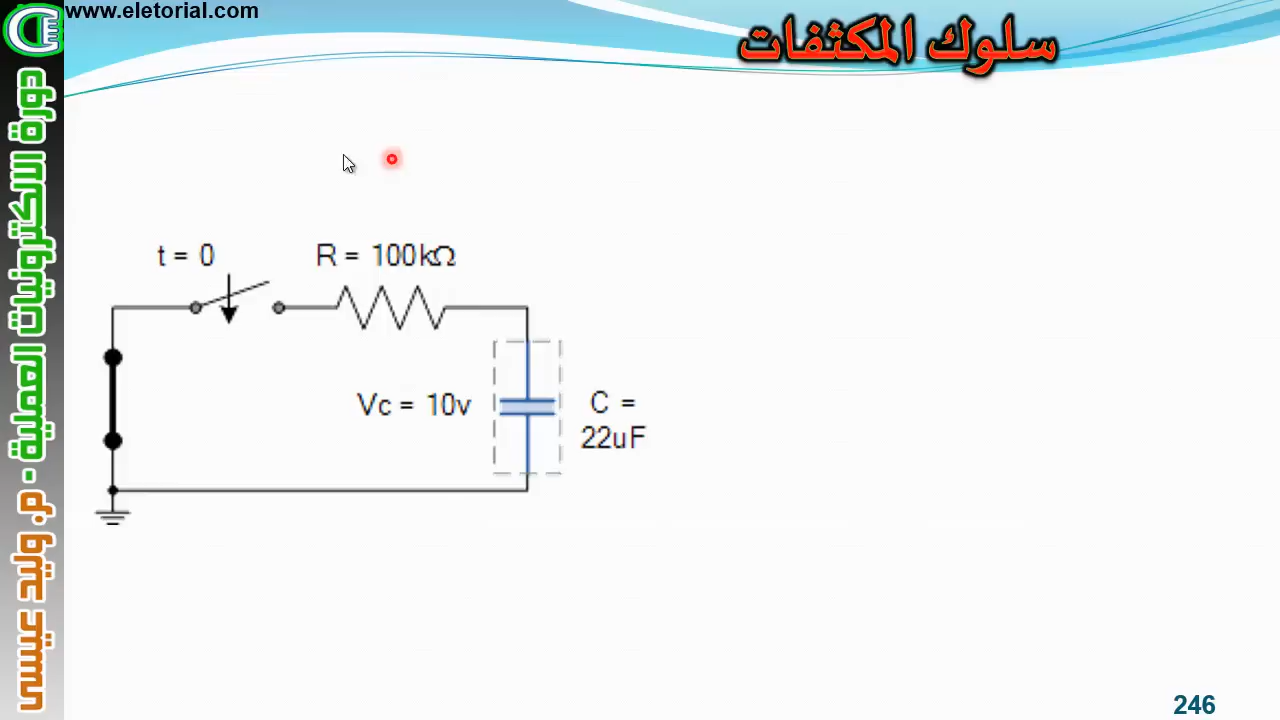 www.eletorial.com
سلوك المكثفات
دورة الالكترونيات العملية - م. وليد عيسى
t = 0
R = 100kΩ
Vc = 10v
C =
22uF
246